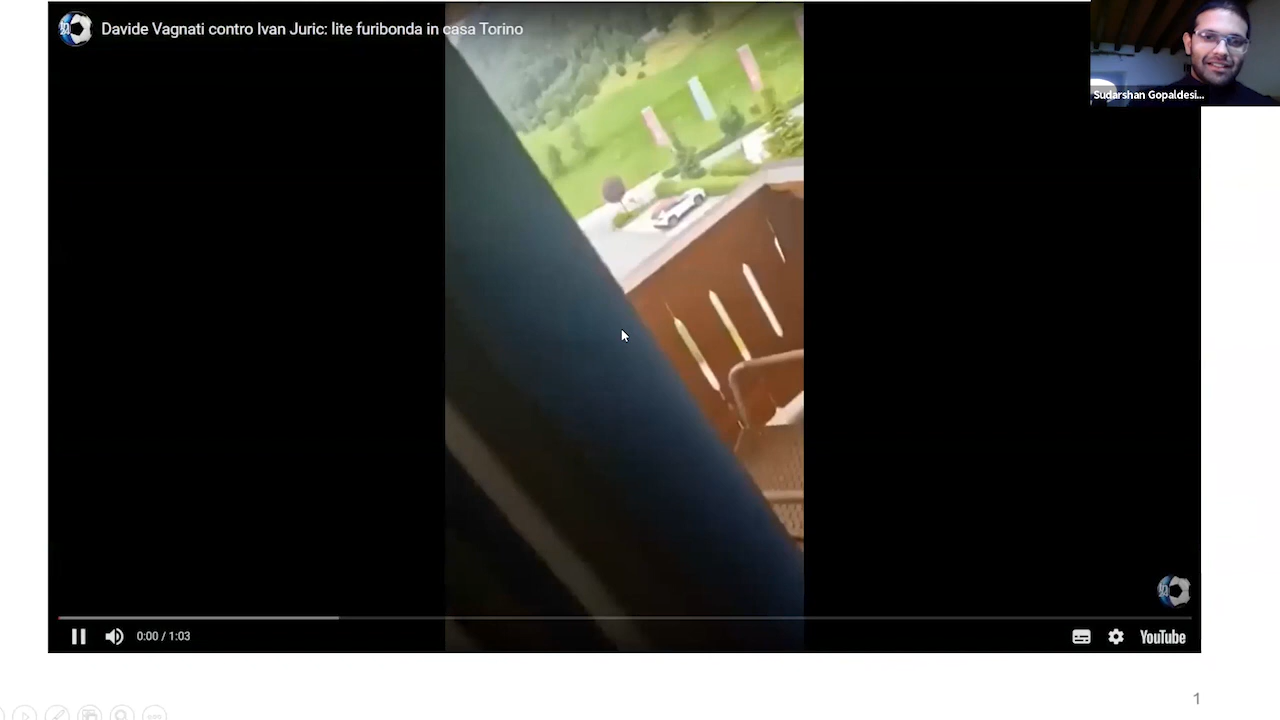 Davide Vagnati contro Ivan Juric: lite furibonda in casa Torino
Sudarshan Gopaldesi...
0:00 / 1:03
YouTube
1